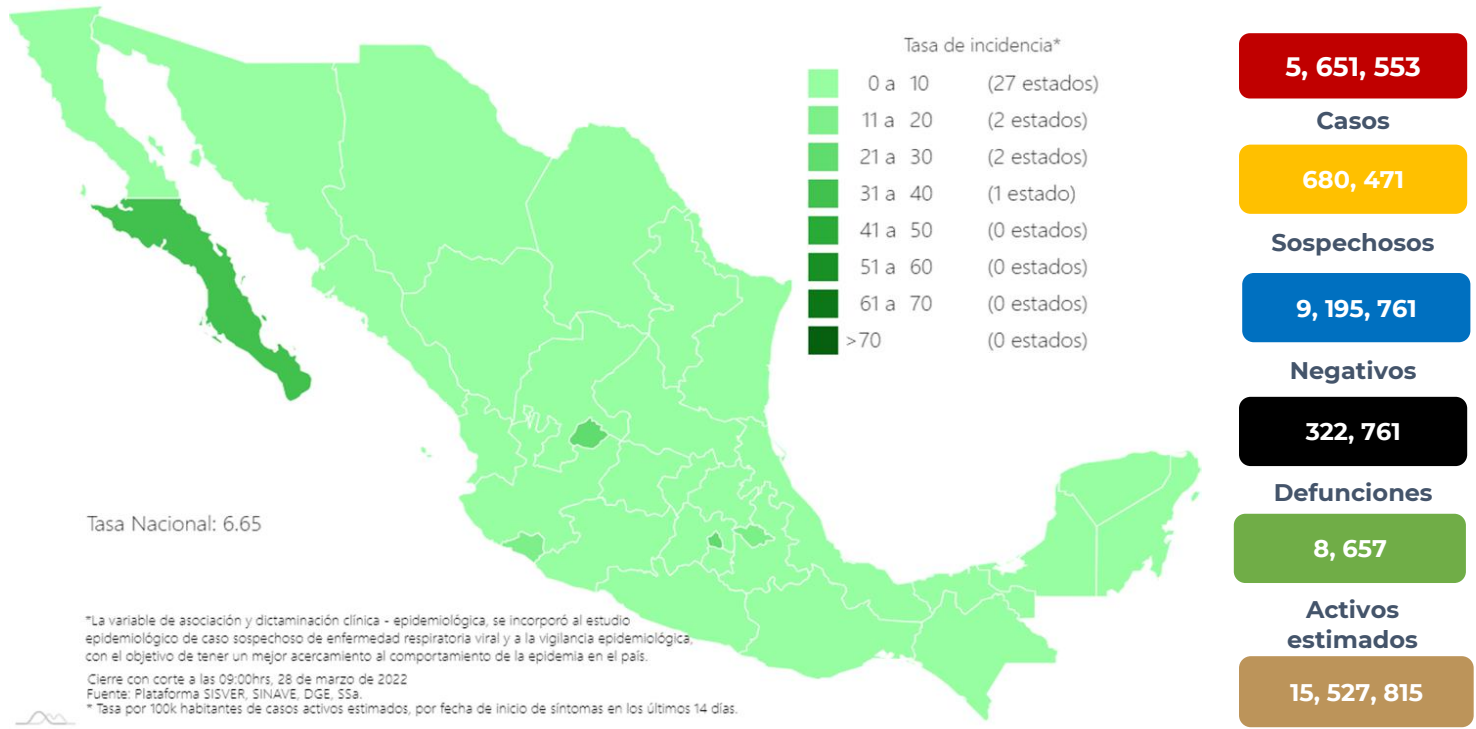 Tasa de incidencia*
0 a 10 (27 estados)
11 a 20 (2 estados)
21 a 30 (2 estados)
31 a 40 (1 estado)
41 a 50 (0 estados)
51 a 60 (0 estados)
61 a 70 (0 estados)
>70 (0 estados)
Tasa Nacional: 6.65
*La variable de asociación y dictaminación clínica - epidemiológica, se incorporó al estudio
epidemiológico de caso sospechoso de enfermedad respiratoria viral y a la vigilancia epidemiológica,
con el objetivo de tener un mejor acercamiento al comportamiento de la epidemia en el país.
Cierre con corte a las 09:00hrs, 28 de marzo de 2022
Fuente: Plataforma SISVER, SINAVE, DGE, SSa.
* Tasa por 100k habitantes de casos activos estimados, por fecha de inicio de síntomas en los últimos 14 días.
5, 651, 553
Casos
680, 471
Sospechosos
9, 195, 761
Negativos
322, 761
Defunciones
8, 657
Activos
estimados
15, 527, 815